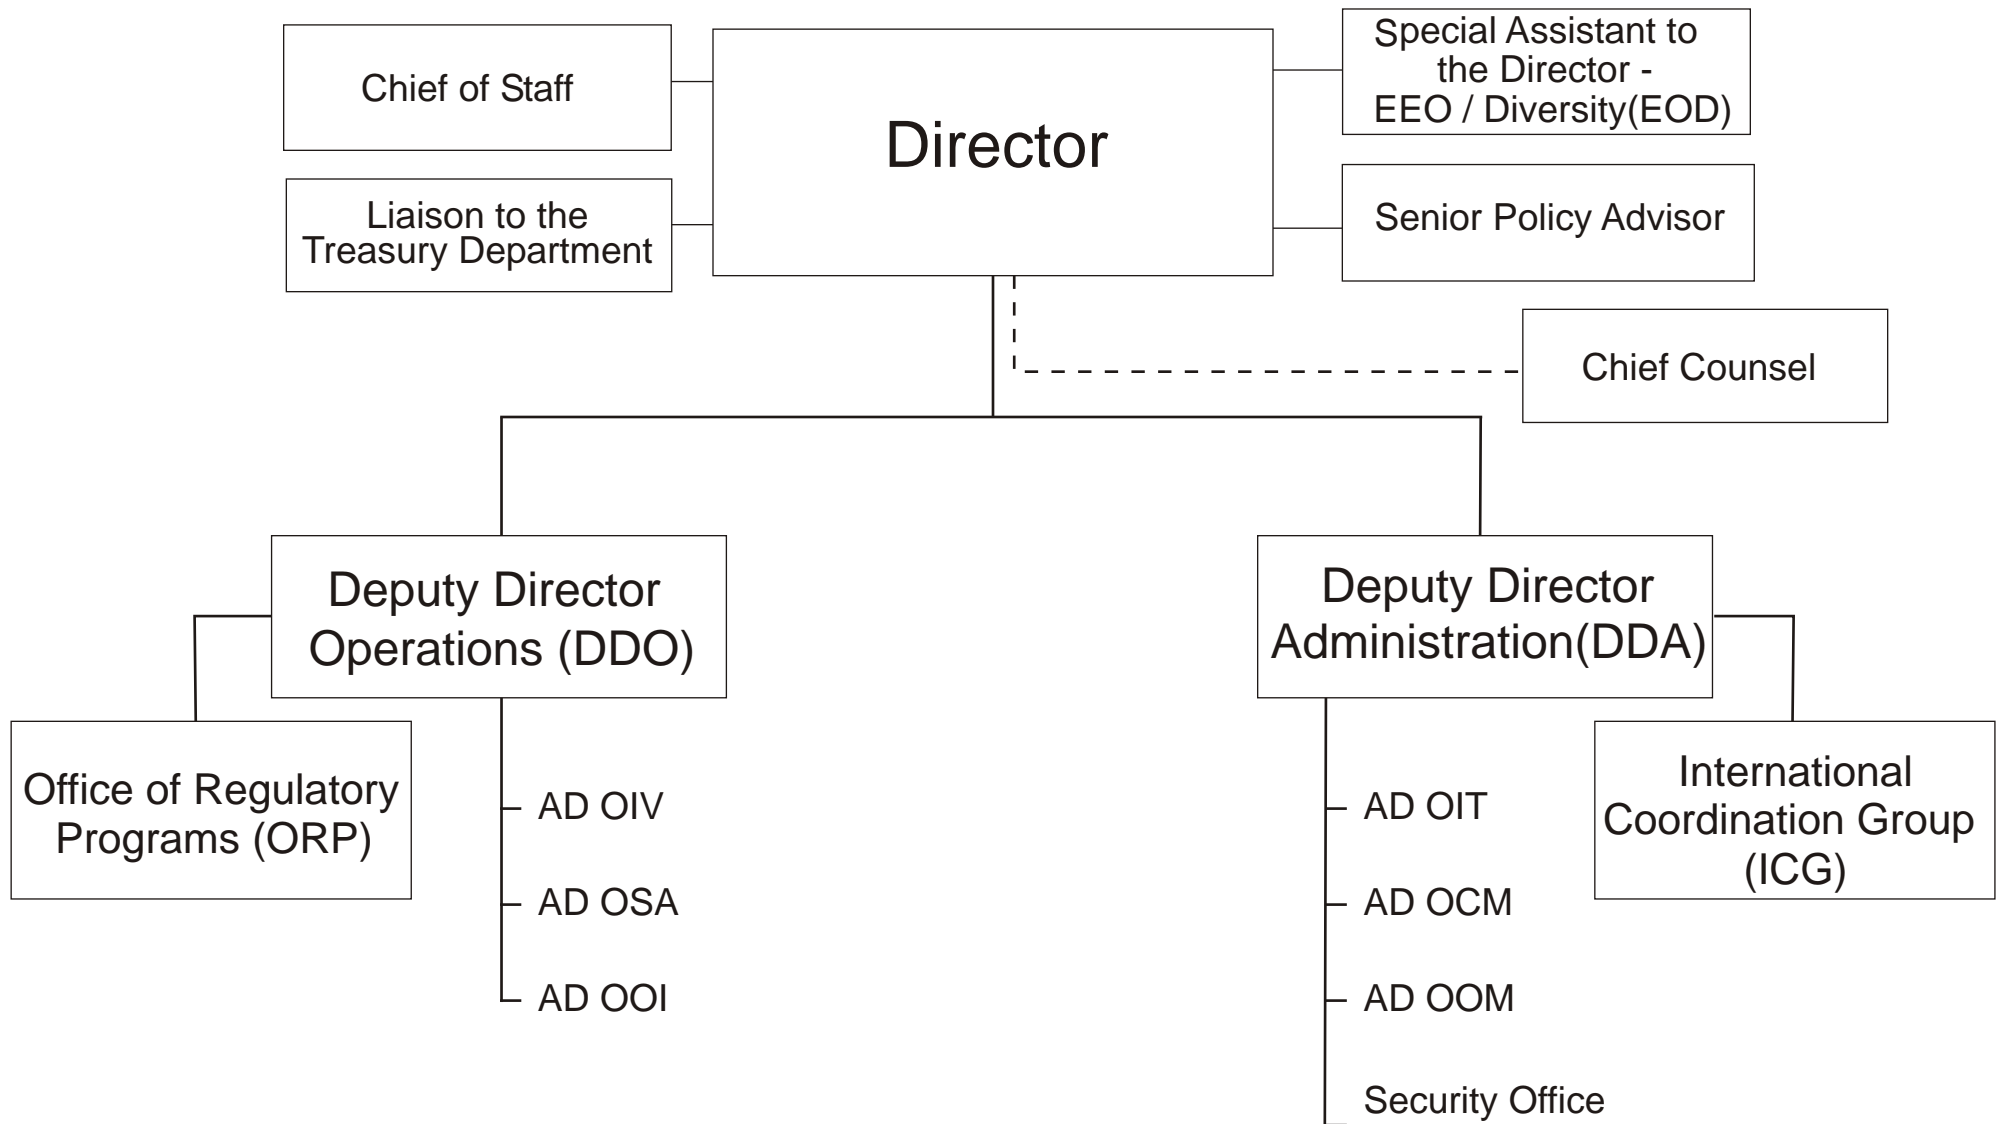 Chief of Staff
Director
Special Assistant to
the Director -
EEO / Diversity(EOD)
Liaison to the
Treasury Department
Senior Policy Advisor
Chief Counsel
Deputy Director
Operations (DDO)
Deputy Director
Administration(DDA)
Office of Regulatory
Programs (ORP)
AD OIV
AD OSA
AD OOI
AD OIT
AD OCM
AD OOM
Security Office
International
Coordination Group
(ICG)